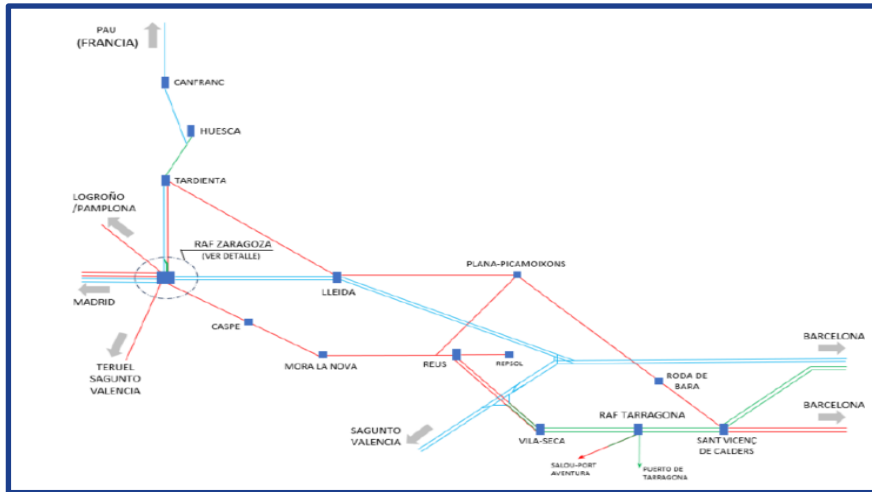 PAU
(FRANCIA)
CANFRANC
HUESCA
TARDIENTA
LOGROÑO
/PAMPLONA
RAF ZARAGOZA
(VER DETALLE)
PLANA-PICAMOIXONS
LLEIDA
MADRID
CASPE
BARCELONA
TERUEL
SAGUNTO
VALENCIA
MORA LA NOVA
REUS
REPSOL
RODA DE
BARA
RAF TARRAGONA
BARCELONA
SAGUNTO
VALENCIA
VILA-SECA
SANT VICENÇ
DE CALDERS
SALOU-PORT
AVENTURA
PUERTO DE
TARRAGONA